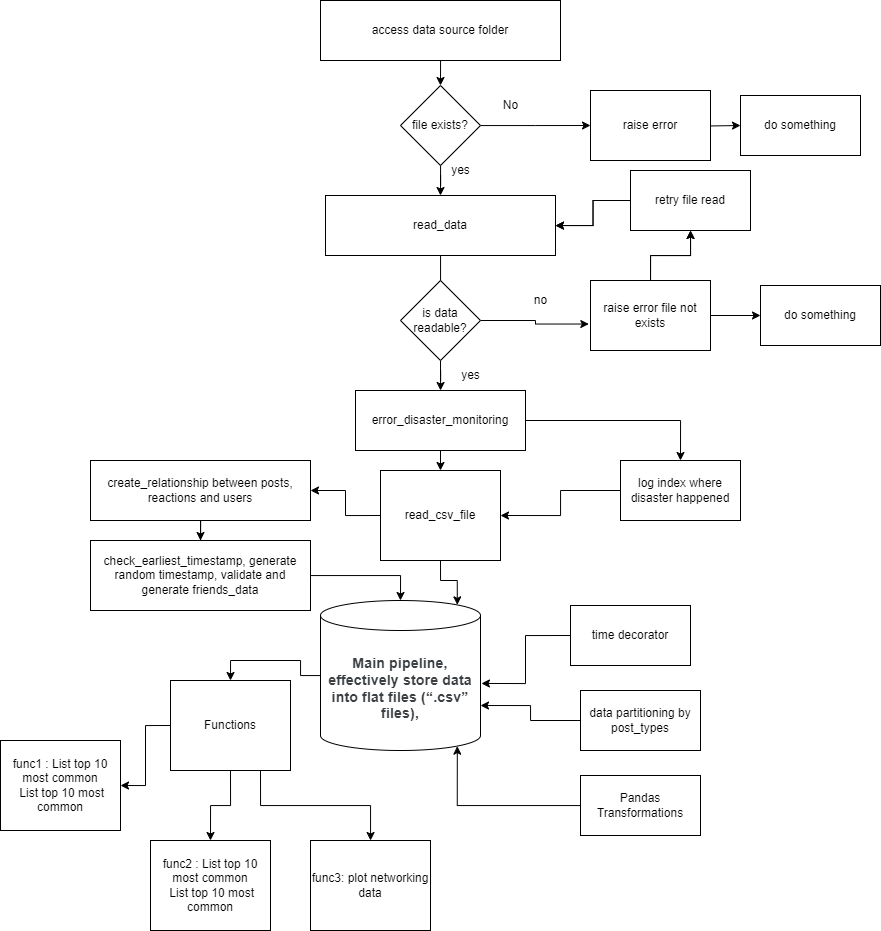 access data source folder
file exists?
No
raise error
do something
yes
read_data
retry file read
is data
readable?
no
raise error file not
exists
do something
yes
error_disaster_monitoring
create_relationship between posts,
reactions and users
read_csv_file
log index where
disaster happened
check_earliest_timestamp, generate
random timestamp, validate and
generate friends_data
Main pipeline,
effectively store data
into flat files (“.csv”
files),
time decorator
data partitioning by
post_types
Pandas
Transformations
Functions
func1 : List top 10
most common
List top 10 most
common
func2 : List top 10
most common
List top 10 most
common
func3: plot networking
data